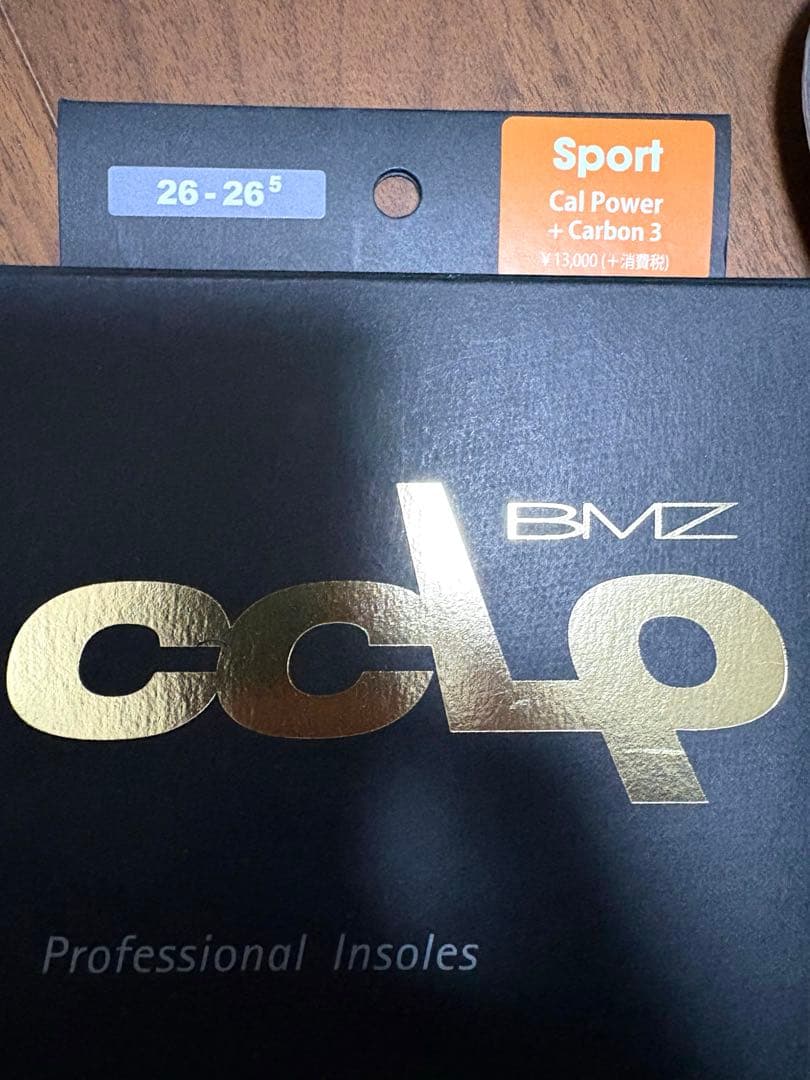 26 - 26⁵
Sport
Cal Power
+ Carbon 3
¥13,000 (+消費税)
BMZ
CCLP
Professional Insoles